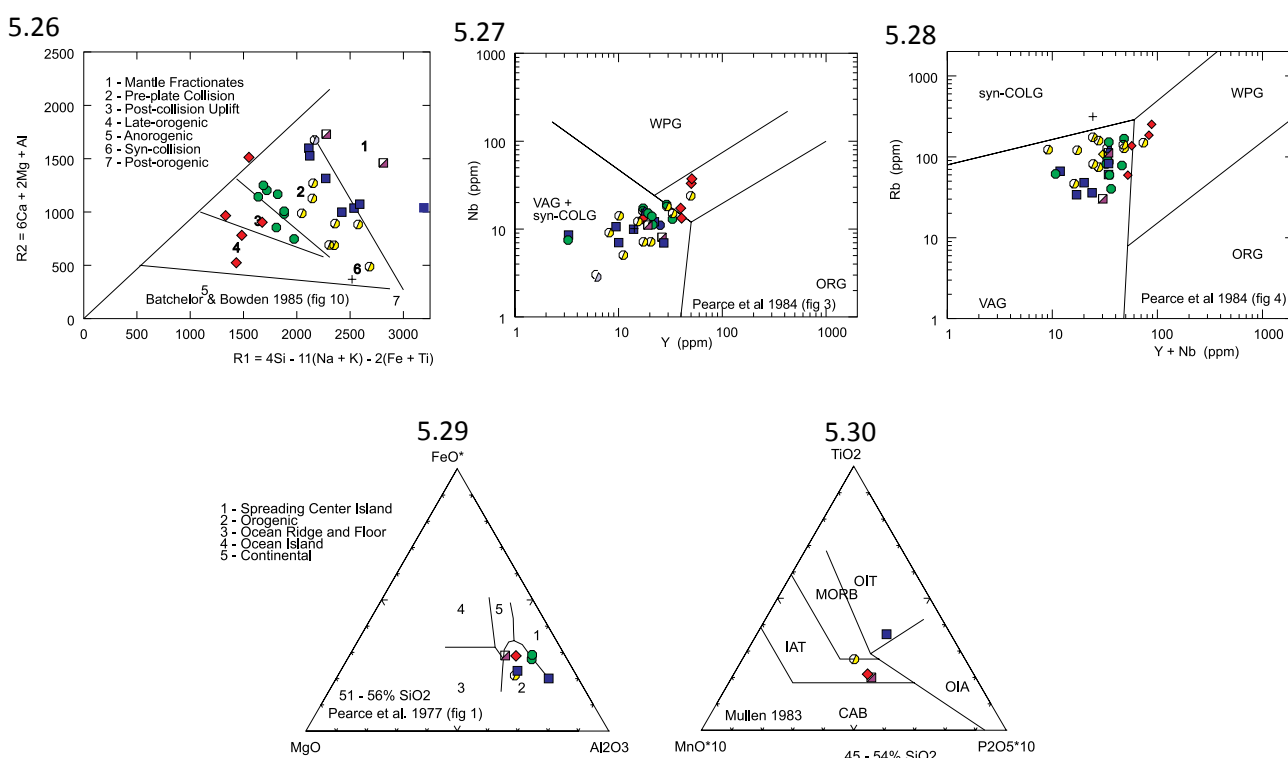 5.26
2500
2000
1500
1000
500
0
0 500 1000 1500 2000 2500 3000
R2 = 6Ca + 2Mg + Al
R1 = 4Si - 11(Na + K) - 2(Fe + Ti)
1 - Mantle Fractionates
2 - Pre-plate Collision
3 - Post-collision Uplift
4 - Late-orogenic
5 - Anorogenic
6 - Syn-collision
7 - Post-orogenic
1
2
3
4
6
5
7
Batchelor & Bowden 1985 (fig 10)
5.27
1000
100
10
1
1 10 100 1000
Nb (ppm)
Y (ppm)
WPG
VAG +
syn-COLG
ORG
Pearce et al 1984 (fig 3)
5.28
1000
100
10
1
1 10 100 1000
Rb (ppm)
Y + Nb (ppm)
syn-COLG
WPG
VAG
ORG
Pearce et al 1984 (fig 4)
5.29
FeO*
1 - Spreading Center Island
2 - Orogenic
3 - Ocean Ridge and Floor
4 - Ocean Island
5 - Continental
4
5
1
3
2
51 - 56% SiO2
Pearce et al. 1977 (fig 1)
MgO
Al2O3
5.30
TiO2
OIT
MORB
IAT
OIA
CAB
Mullen 1983
MnO*10
P2O5*10
45 - 54% SiO2